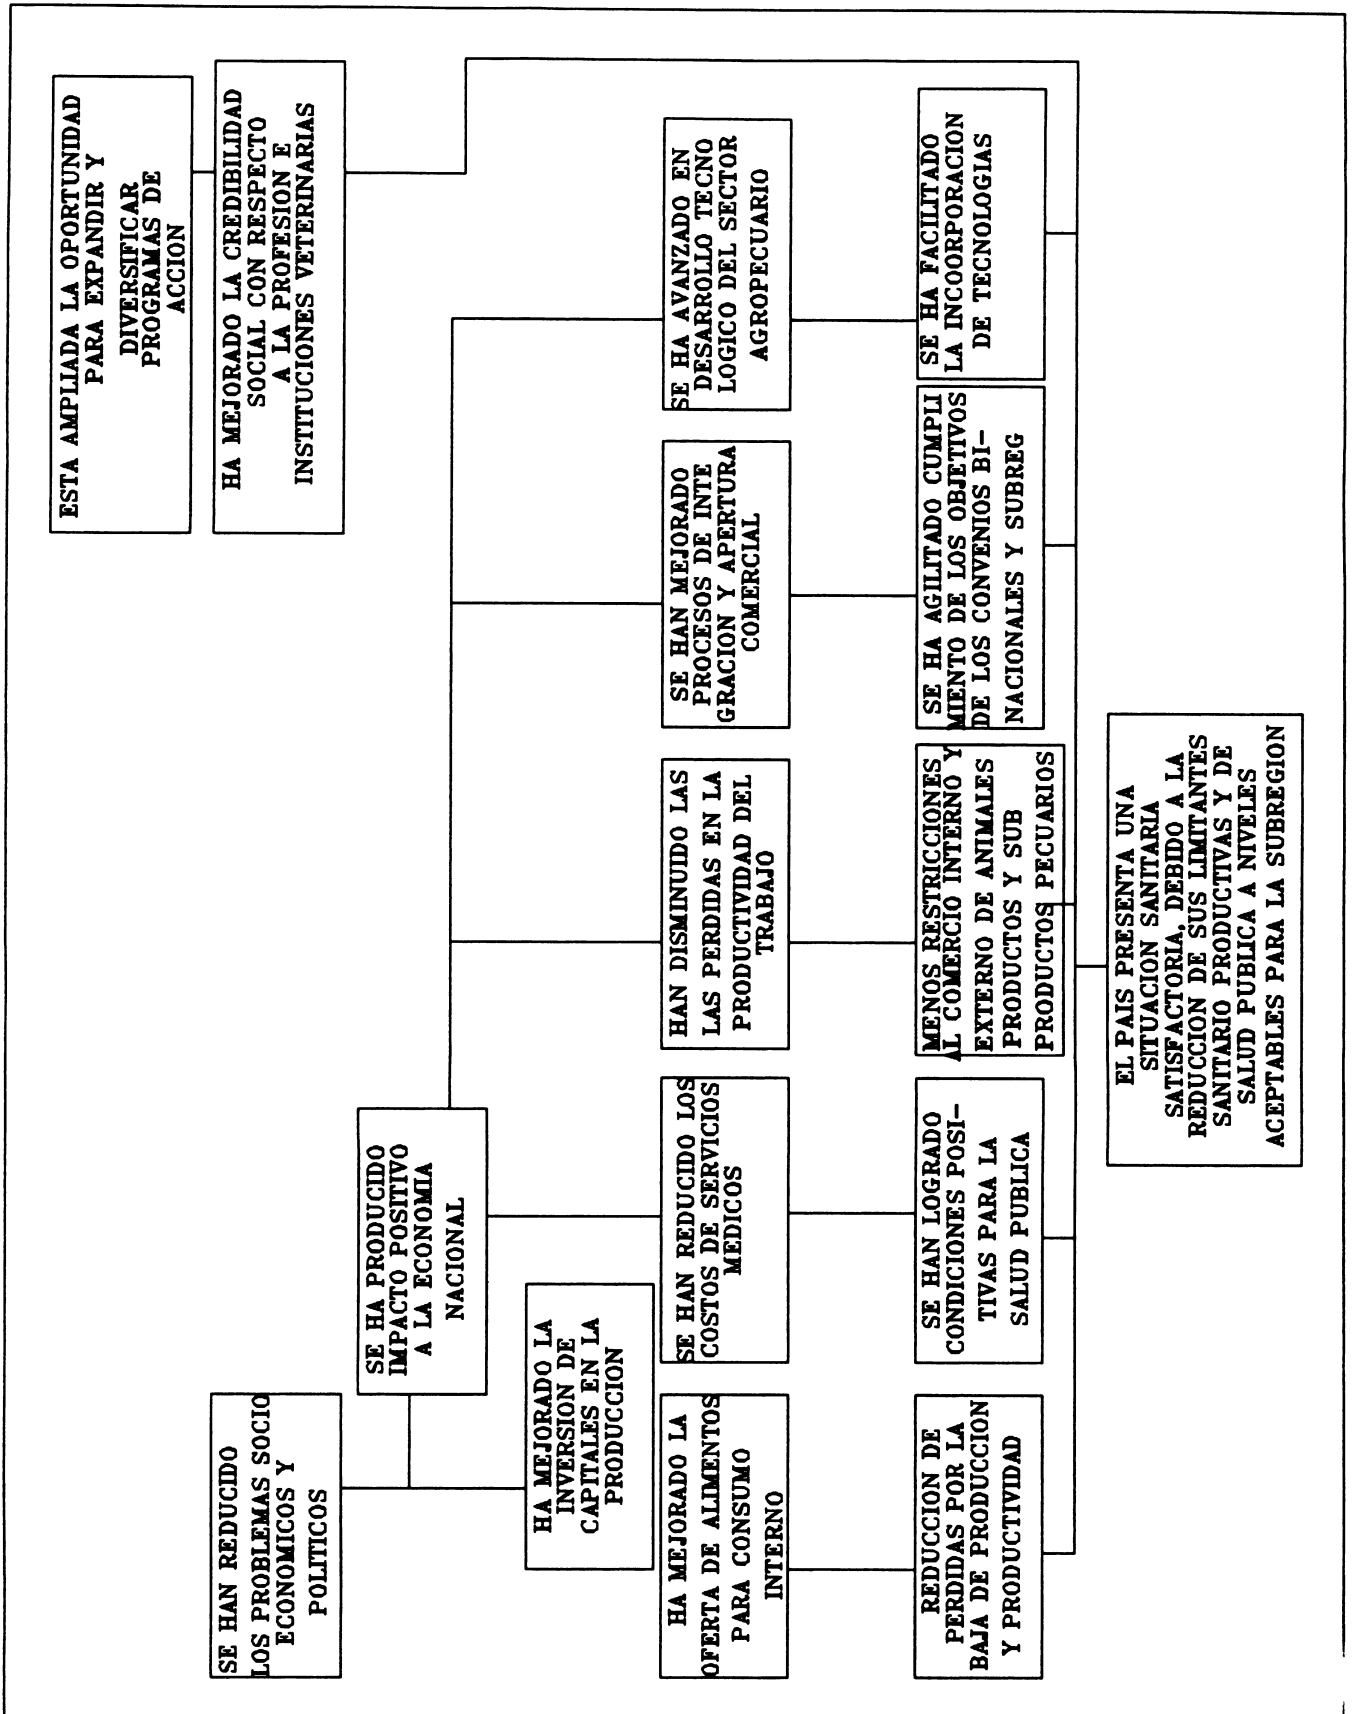 ESTA AMPLIADA LA OPORTUNIDAD
PARA EXPANDIR Y
DIVERSIFICAR
PROGRAMAS DE
ACCION
SE HAN REDUCIDO
LOS PROBLEMAS SOCIO
ECONOMICOS Y
POLITICOS
HA MEJORADO LA CREDIBILIDAD
SOCIAL CON RESPECTO
A LA PROFESION E
INSTITUCIONES VETERINARIAS
SE HA PRODUCIDO
IMPACTO POSITIVO
A LA ECONOMIA
NACIONAL
HA MEJORADO LA
INVERSION DE
CAPITALES EN LA
PRODUCCION
HA MEJORADO LA
OFERTA DE ALIMENTOS
PARA CONSUMO
INTERNO
SE HAN REDUCIDO LOS
COSTOS DE SERVICIOS
MEDICOS
HAN DISMINUIDO LAS
LAS PERDIDAS EN LA
PRODUCTIVIDAD DEL
TRABAJO
SE HAN MEJORADO
PROCESOS DE INTE
GRACION Y APERTURA
COMERCIAL
SE HA AVANZADO EN
DESARROLLO TECNO
LOGICO DEL SECTOR
AGROPECUARIO
REDUCCION DE
PERDIDAS POR LA
BAJA DE PRODUCCION
Y PRODUCTIVIDAD
SE HAN LOGRADO
CONDICIONES POSI-
TIVAS PARA LA
SALUD PUBLICA
MENOS RESTRICCIONES
AL COMERCIO INTERNO Y
EXTERNO DE ANIMALES
PRODUCTOS Y SUB
PRODUCTOS PECUARIOS
SE HA AGILITADO CUMPLI
MIENTO DE LOS OBJETIVOS
DE LOS CONVENIOS BI-
NACIONALES Y SUBREG
SE HA FACILITADO
LA INCOORPORACION
DE TECNOLOGIAS
EL PAIS PRESENTA UNA
SITUACION SANITARIA
SATISFACTORIA, DEBIDO A LA
REDUCCION DE SUS LIMITANTES
SANITARIO PRODUCTIVAS Y DE
SALUD PUBLICA A NIVELES
ACEPTABLES PARA LA SUBREGION